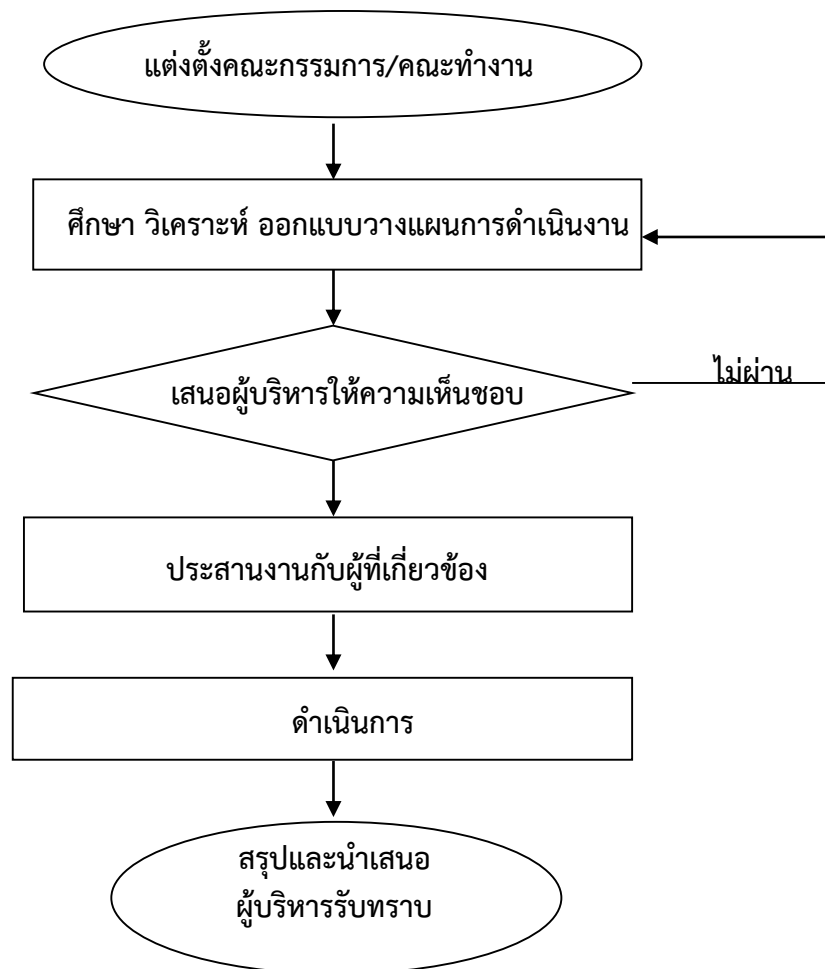 แต่งตั้งคณะกรรมการ/คณะทำงาน
ศึกษา วิเคราะห์ ออกแบบวางแผนการดำเนินงาน
ไม่ผ่าน
เสนอผู้บริหารให้ความเห็นชอบ
ประสานงานกับผู้ที่เกี่ยวข้อง
ดำเนินการ
สรุปและนำเสนอ
ผู้บริหารรับทราบ